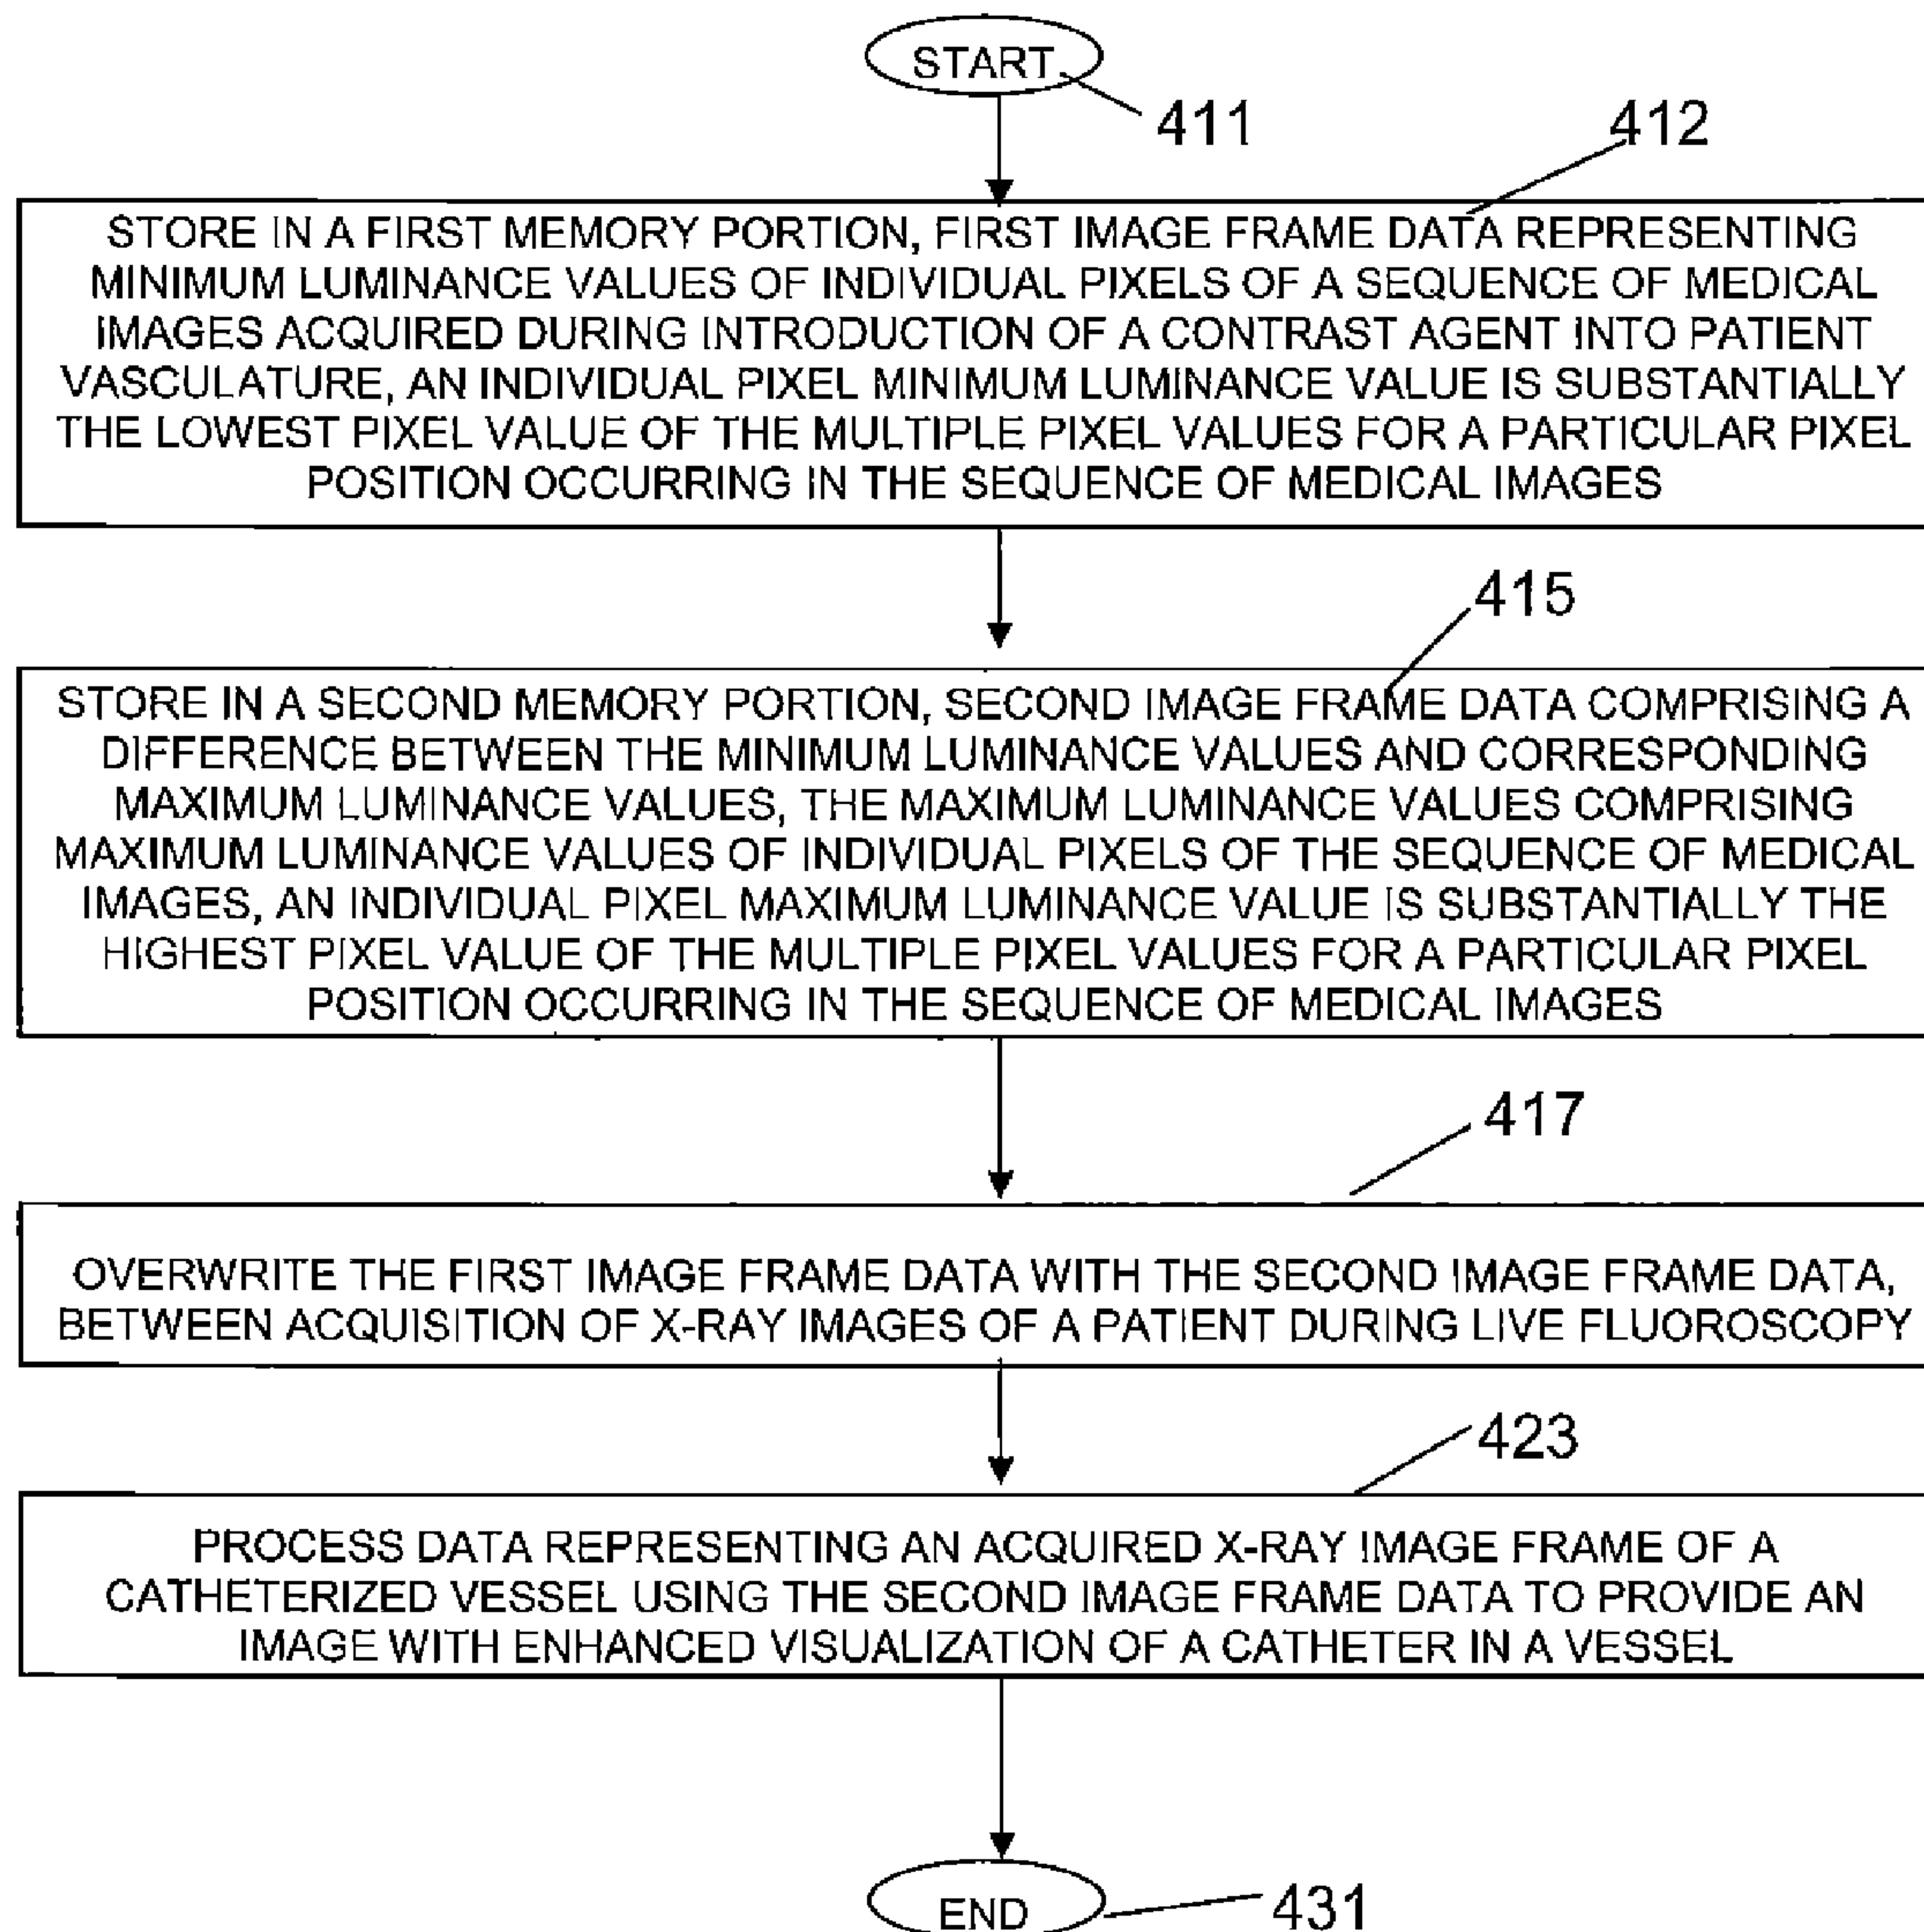 START
411
412
STORE IN A FIRST MEMORY PORTION, FIRST IMAGE FRAME DATA REPRESENTING
MINIMUM LUMINANCE VALUES OF INDIVIDUAL PIXELS OF A SEQUENCE OF MEDICAL
IMAGES ACQUIRED DURING INTRODUCTION OF A CONTRAST AGENT INTO PATIENT
VASCULATURE, AN INDIVIDUAL PIXEL MINIMUM LUMINANCE VALUE IS SUBSTANTIALLY
THE LOWEST PIXEL VALUE OF THE MULTIPLE PIXEL VALUES FOR A PARTICULAR PIXEL
POSITION OCCURRING IN THE SEQUENCE OF MEDICAL IMAGES
415
STORE IN A SECOND MEMORY PORTION, SECOND IMAGE FRAME DATA COMPRISING A
DIFFERENCE BETWEEN THE MINIMUM LUMINANCE VALUES AND CORRESPONDING
MAXIMUM LUMINANCE VALUES, THE MAXIMUM LUMINANCE VALUES COMPRISING
MAXIMUM LUMINANCE VALUES OF INDIVIDUAL PIXELS OF THE SEQUENCE OF MEDICAL
IMAGES, AN INDIVIDUAL PIXEL MAXIMUM LUMINANCE VALUE IS SUBSTANTIALLY THE
HIGHEST PIXEL VALUE OF THE MULTIPLE PIXEL VALUES FOR A PARTICULAR PIXEL
POSITION OCCURRING IN THE SEQUENCE OF MEDICAL IMAGES
417
OVERWRITE THE FIRST IMAGE FRAME DATA WITH THE SECOND IMAGE FRAME DATA,
BETWEEN ACQUISITION OF X-RAY IMAGES OF A PATIENT DURING LIVE FLUOROSCOPY
423
PROCESS DATA REPRESENTING AN ACQUIRED X-RAY IMAGE FRAME OF A
CATHETERIZED VESSEL USING THE SECOND IMAGE FRAME DATA TO PROVIDE AN
IMAGE WITH ENHANCED VISUALIZATION OF A CATHETER IN A VESSEL
END
431